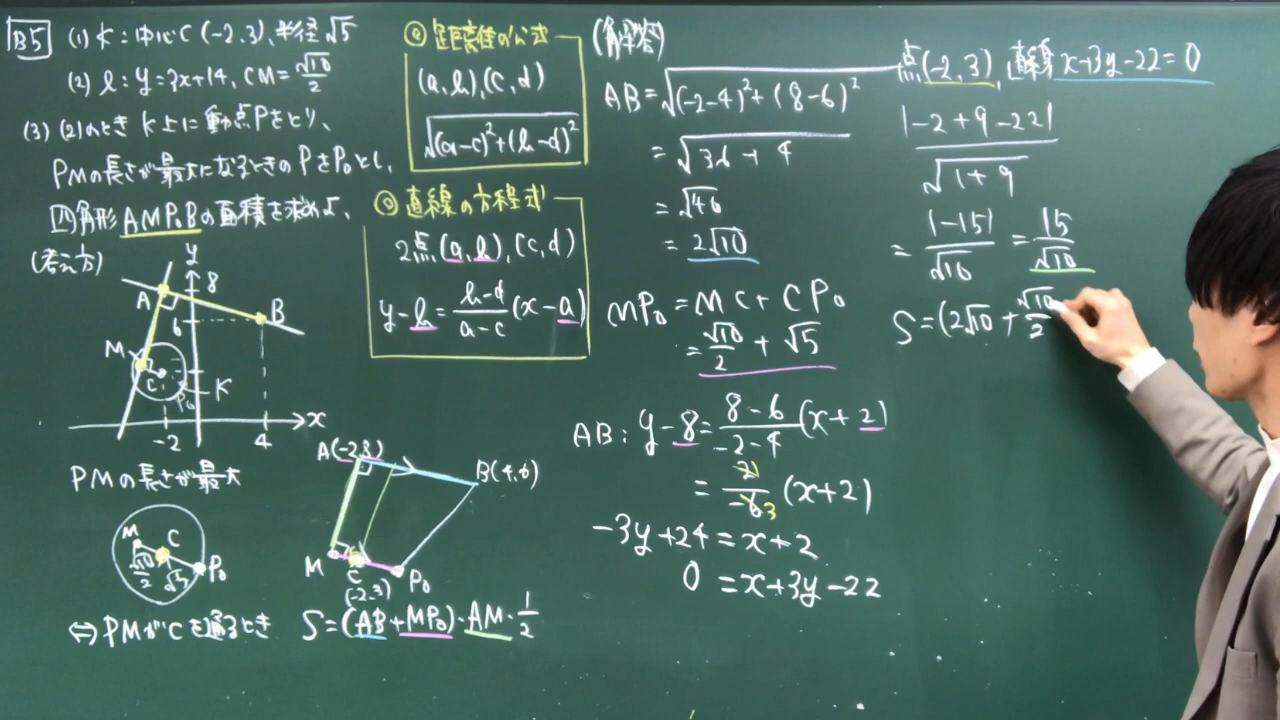 B5 (1) K:中心C(-2,3)、半径√5
(2) l:y=3x+14, CM=√10/2
(3) (2)のとき K上に動点Pをとり、
PMの長さが最大になるときのPをP₀とし、
四角形AMP₀Bの面積を求めよ、
(考え方)
y
8
A
B
6
M
C
P₀
K
x
-2
4
PMの長さが最大
M
C
P₀
√10/2
√5
⇔PMがCを通るとき
◎距離の公式
(a,b),(c,d)
√(a-c)²+(b-d)²
◎直線の方程式
2点(a,b),(c,d)
y-b=b-d/a-c(x-a)
A(-2,3)
B(4,6)
M
C
(-2,3)
P₀
S=(AB+MP₀)・AM・1/2
(解答)
AB=√(-2-4)²+(8-6)²
=√36+4
=√40
=2√10
MP₀=MC+CP₀
=√10/2+√5
AB:y-8=8-6/-2-4(x+2)
=2 1/-6 3(x+2)
-3y+24=x+2
0=x+3y-22
点(-2,3),直線x+3y-22=0
|-2+9-22|/√1+9
=|-15|/√10=15/√10
S=(2√10+√10/2